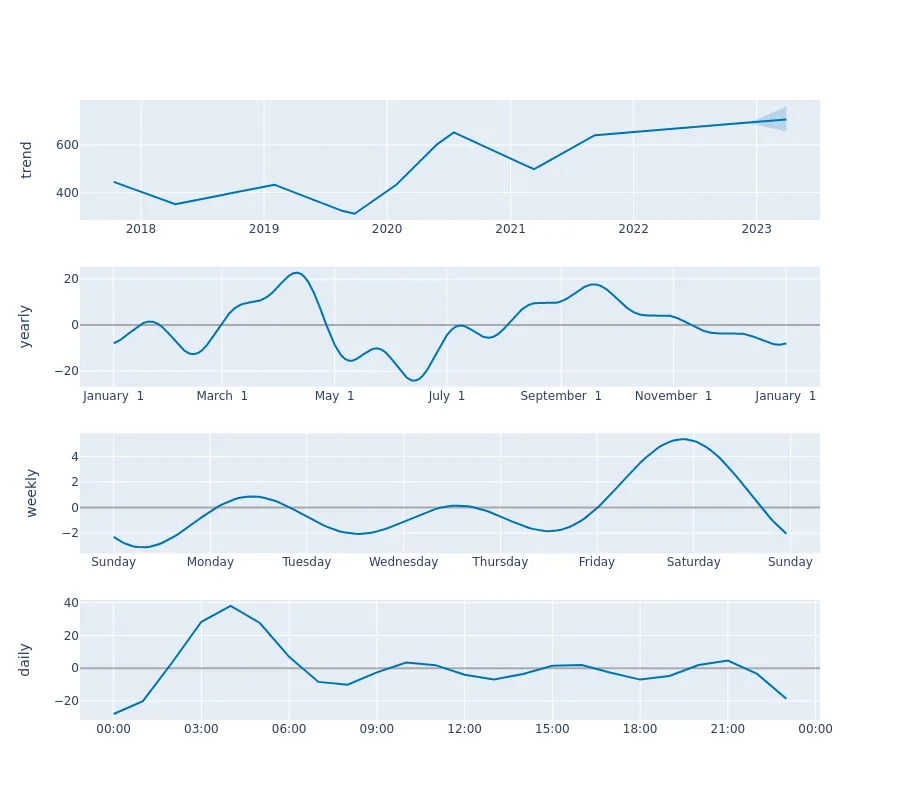 trend
600
400
2018 2019 2020 2021 2022 2023
yearly
20
0
−20
January 1 March 1 May 1 July 1 September 1 November 1 January 1
weekly
4
2
0
−2
Sunday Monday Tuesday Wednesday Thursday Friday Saturday Sunday
daily
40
20
0
−20
00:00 03:00 06:00 09:00 12:00 15:00 18:00 21:00 00:00